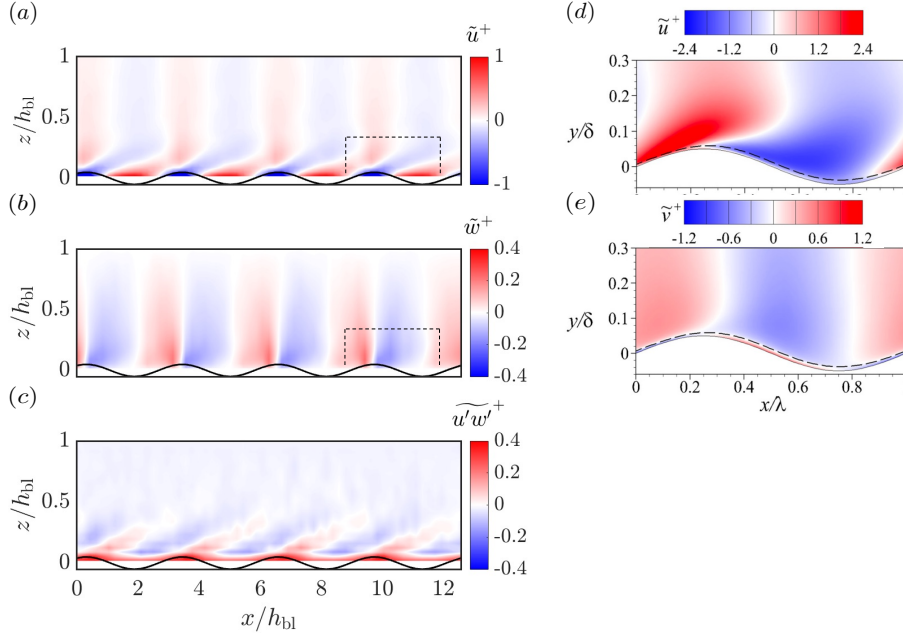 (a)
ũ⁺
z/h_bl
1
0.5
0
1
0
-1
(b)
w̃⁺
z/h_bl
1
0.5
0
0.4
0.2
0
-0.2
-0.4
(c)
u'w'⁺
z/h_bl
1
0.5
0
0.4
0.2
0
-0.2
-0.4
0 2 4 6 8 10 12
x/h_bl
(d)
ũ⁺
-2.4 -1.2 0 1.2 2.4
y/δ
0.3
0.2
0.1
0
(e)
ṽ⁺
-1.2 -0.6 0 0.6 1.2
y/δ
0.3
0.2
0.1
0
0 0.2 0.4 0.6 0.8
x/λ